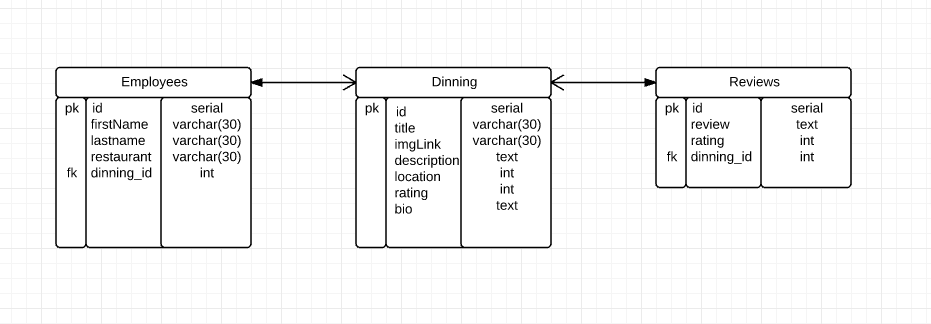 Employees
pk id serial
firstName varchar(30)
lastname varchar(30)
restaurant varchar(30)
fk dinning_id int
Dinning
pk id serial
title varchar(30)
imgLink varchar(30)
description text
location int
rating int
bio text
Reviews
pk id serial
review text
rating int
fk dinning_id int